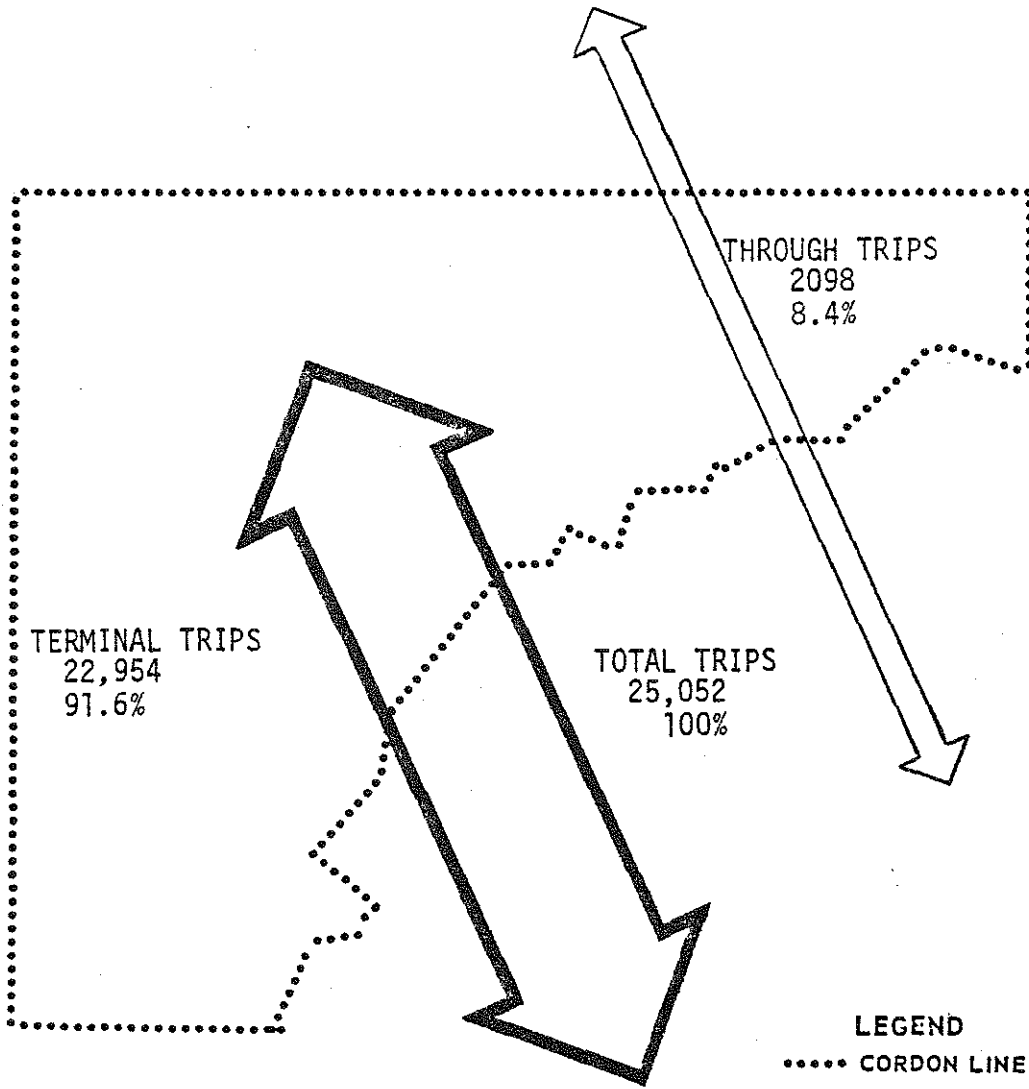 THROUGH TRIPS
2098
8.4%
TERMINAL TRIPS
22,954
91.6%
TOTAL TRIPS
25,052
100%
LEGEND
CORDON LINE